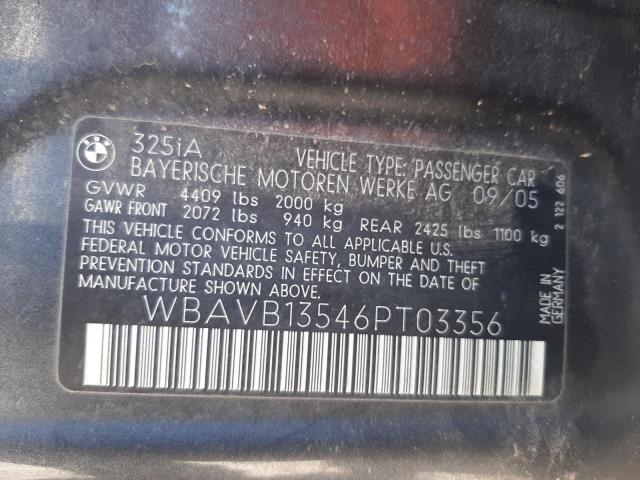 BMW
325iA VEHICLE TYPE: PASSENGER CAR
BAYERISCHE MOTOREN WERKE AG 09/05
GVWR 4409 lbs 2000 kg
GAWR FRONT 2072 lbs 940 kg REAR 2425 lbs 1100 kg
THIS VEHICLE CONFORMS TO ALL APPLICABLE U.S.
FEDERAL MOTOR VEHICLE SAFETY, BUMPER AND THEFT
PREVENTION STANDARDS IN EFFECT ON THE DATE OF
MANUFACTURE SHOWN ABOVE.
WBAVB13546PT03356
MADE IN
GERMANY
2 122 606